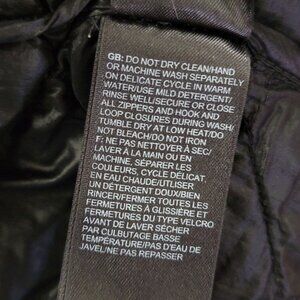 GB: DO NOT DRY CLEAN/HAND
OR MACHINE WASH SEPARATELY
ON DELICATE CYCLE IN WARM
WATER/USE MILD DETERGENT/
RINSE WELL/SECURE OR CLOSE
ALL ZIPPERS AND HOOK AND
LOOP CLOSURES DURING WASH/
TUMBLE DRY AT LOW HEAT/DO
NOT BLEACH/DO NOT IRON
F: NE PAS NETTOYER À SEC/
LAVER À LA MAIN OU EN
MACHINE, SÉPARER LES
COULEURS, CYCLE DÉLICAT,
EN EAU CHAUDE/UTILISER
UN DÉTERGENT DOUX/BIEN
RINCER/FERMER TOUTES LES
FERMETURES À GLISSIÈRE ET
FERMETURES DU TYPE VELCRO
AVANT DE LAVER SÉCHER
PAR CULBUTAGE BASSE
TEMPÉRATURE/PAS D'EAU DE
JAVEL/NE PAS REPASSER